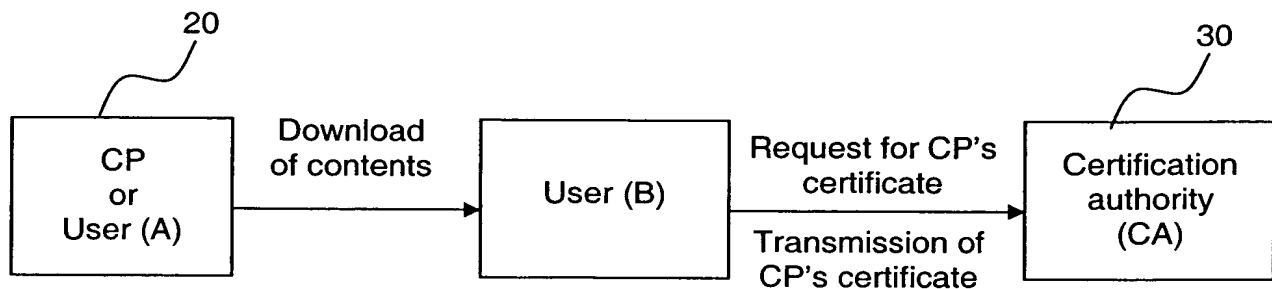 20
30
CP
or
User (A)
Download
of contents
User (B)
Request for CP's
certificate
Transmission of
CP's certificate
Certification
authority
(CA)